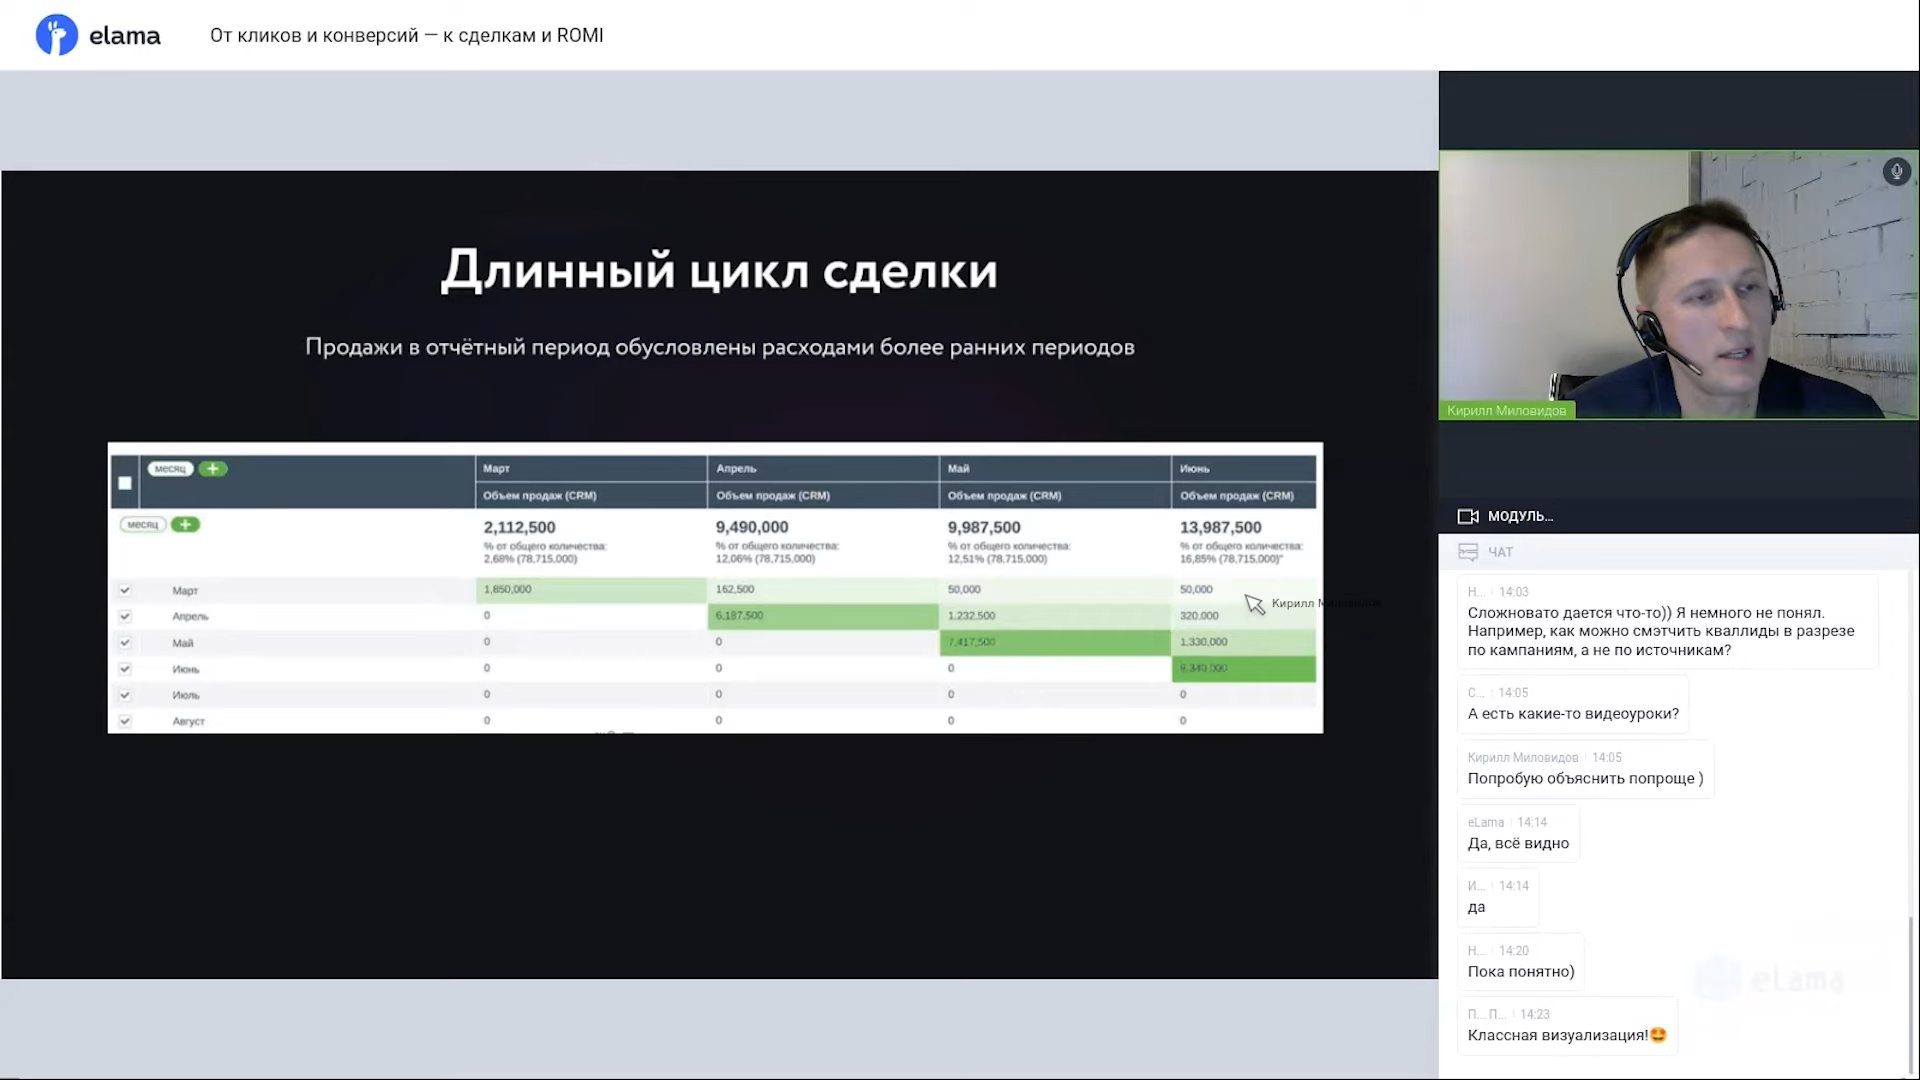 elama
От кликов и конверсий — к сделкам и ROMI
Длинный цикл сделки
Продажи в отчётный период обусловлены расходами более ранних периодов
месяц +
Март
Апрель
Май
Июнь
Объем продаж (CRM)
Объем продаж (CRM)
Объем продаж (CRM)
Объем продаж (CRM)
месяц +
2,112,500
9,490,000
9,987,500
13,987,500
% от общего количества:
% от общего количества:
% от общего количества:
% от общего количества:
2,68% (78,715,000)
12,06% (78,715,000)
12,51% (78,715,000)
16,85% (78,715,000)"
Март 1,850,000 162,500 50,000 50,000
Апрель 0 6,187,500 1,232,500 320,000
Май 0 0 7,417,500 1,330,000
Июнь 0 0 0 9,340,000
Июль 0 0 0 0
Август 0 0 0 0
Кирилл
Кирилл Миловидов
МОДУЛЬ...
ЧАТ
Н... 14:03
Сложновато дается что-то)) Я немного не понял.
Например, как можно смэтчить кваллиды в разрезе
по кампаниям, а не по источникам?
С... 14:05
А есть какие-то видеоуроки?
Кирилл Миловидов 14:05
Попробую объяснить попроще )
eLama 14:14
Да, всё видно
И... 14:14
да
Н... 14:20
Пока понятно)
П... П... 14:23
Классная визуализация!🤩
eLama